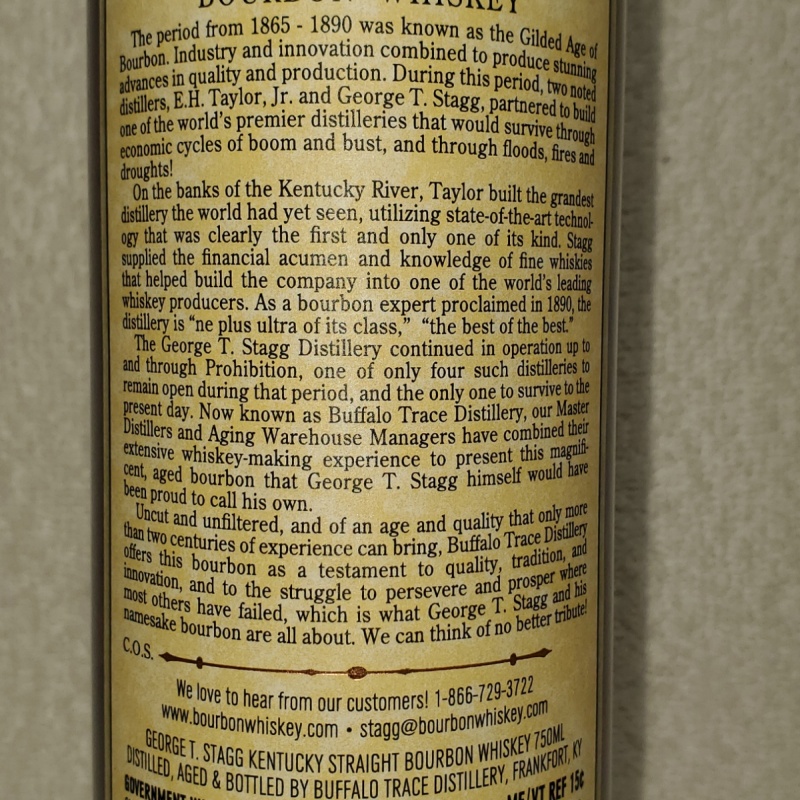 BOURBON WHISKEY
The period from 1865 - 1890 was known as the Gilded Age of
Bourbon. Industry and innovation combined to produce stunning
advances in quality and production. During this period, two noted
distillers, E.H. Taylor, Jr. and George T. Stagg, partnered to build
one of the world's premier distilleries that would survive through
economic cycles of boom and bust, and through floods, fires and
droughts!
On the banks of the Kentucky River, Taylor built the grandest
distillery the world had yet seen, utilizing state-of-the-art technol-
ogy that was clearly the first and only one of its kind. Stagg
supplied the financial acumen and knowledge of fine whiskies
that helped build the company into one of the world's leading
whiskey producers. As a bourbon expert proclaimed in 1890, the
distillery is "ne plus ultra of its class," "the best of the best."
The George T. Stagg Distillery continued in operation up to
and through Prohibition, one of only four such distilleries to
remain open during that period, and the only one to survive to the
present day. Now known as Buffalo Trace Distillery, our Master
Distillers and Aging Warehouse Managers have combined their
extensive whiskey-making experience to present this magnifi-
cent, aged bourbon that George T. Stagg himself would have
been proud to call his own.
Uncut and unfiltered, and of an age and quality that only more
than two centuries of experience can bring, Buffalo Trace Distillery
offers this bourbon as a testament to quality, tradition, and
innovation, and to the struggle to persevere and prosper where
most others have failed, which is what George T. Stagg and his
namesake bourbon are all about. We can think of no better tribute!
C.O.S.
We love to hear from our customers! 1-866-729-3722
www.bourbonwhiskey.com • stagg@bourbonwhiskey.com
GEORGE T. STAGG KENTUCKY STRAIGHT BOURBON WHISKEY 750ML
DISTILLED, AGED & BOTTLED BY BUFFALO TRACE DISTILLERY, FRANKFORT, KY
GOVERNMENT ME/VT REF 15¢